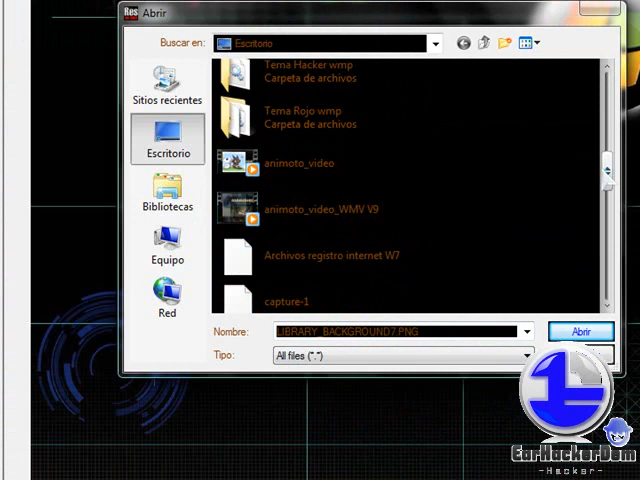 Res
Abrir
Buscar en:
Escritorio
Tema Hacker wmp
Carpeta de archivos
Tema Rojo wmp
Carpeta de archivos
animoto_video
animoto_video_WMV V9
Archivos registro internet W7
capture-1
Sitios recientes
Escritorio
Bibliotecas
Equipo
Red
Nombre:
LIBRARY_BACKGROUND7.PNG
Abrir
Tipo:
All files (*.*)
EarHackerDem
-Hacker-